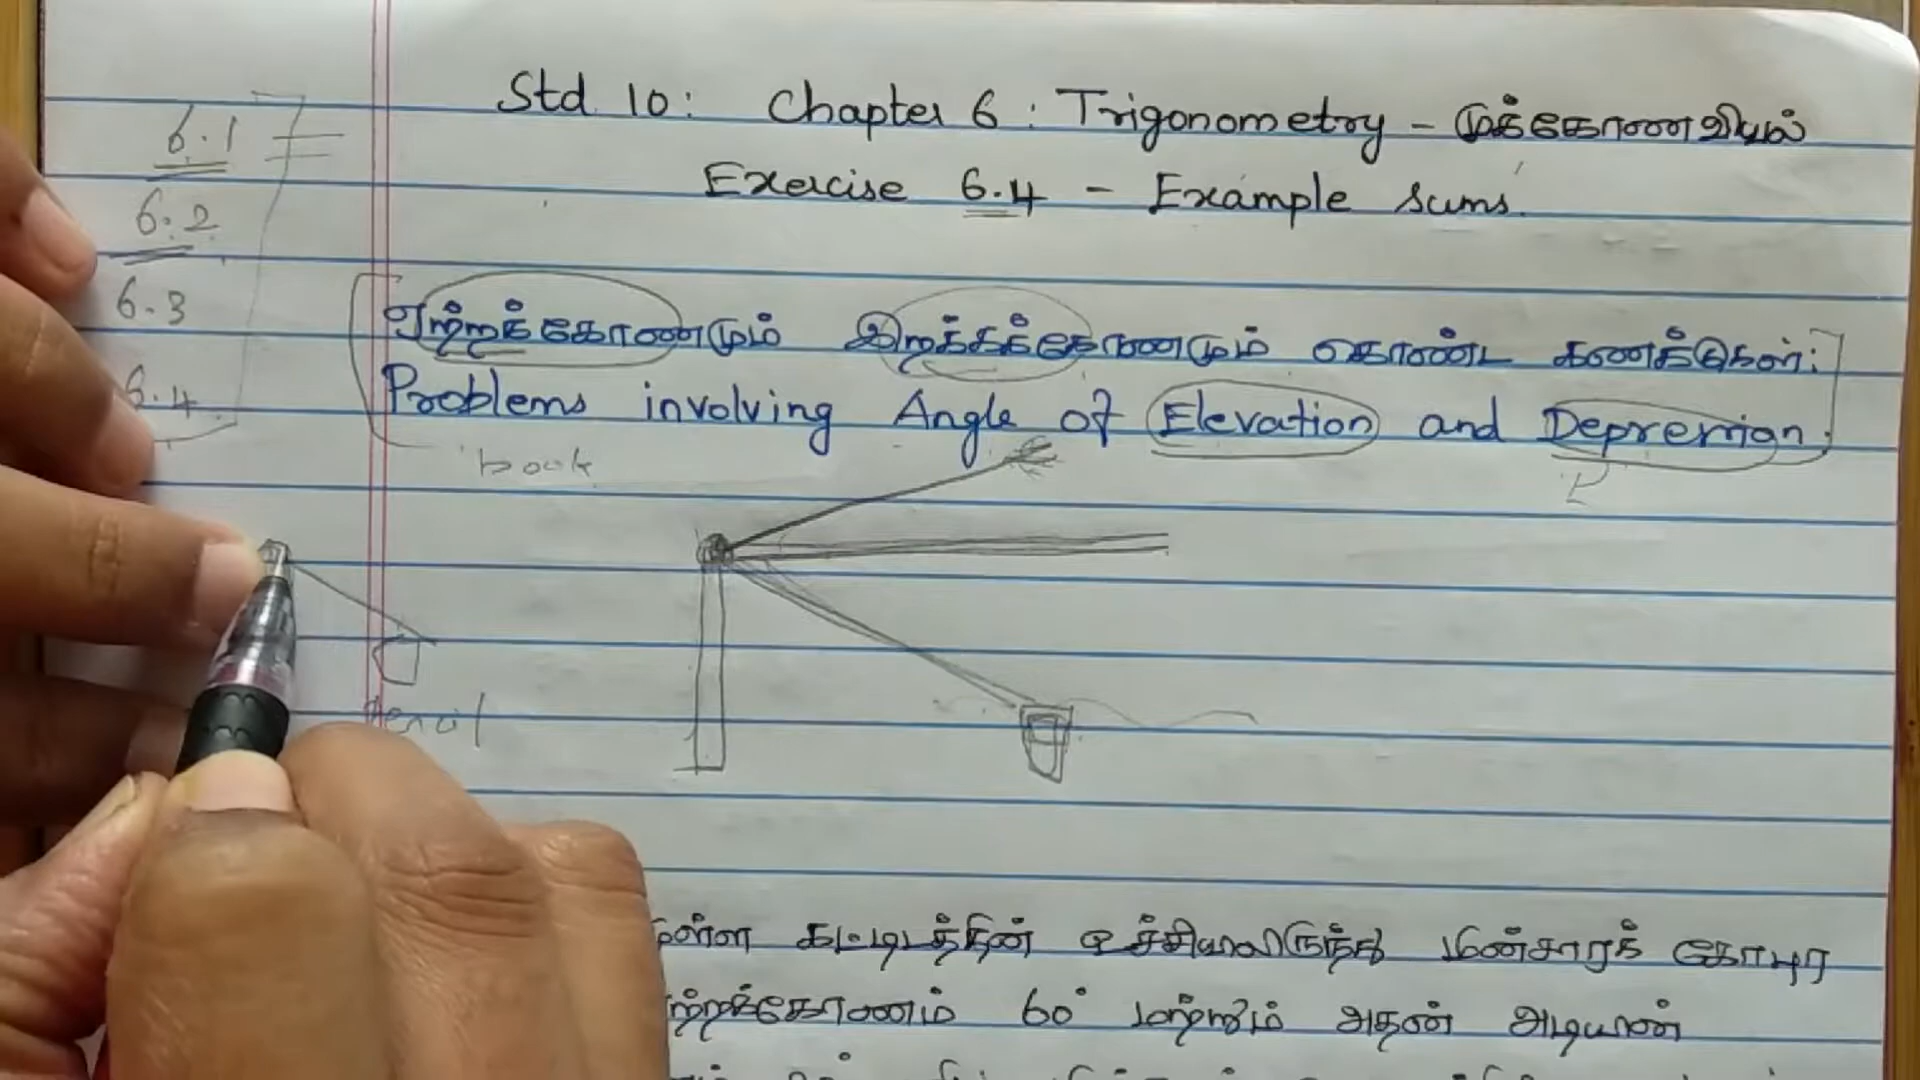 Std 10: Chapter 6 : Trigonometry - முக்கோணவியல்
Exercise 6.4 - Example sums.
6.1
6.2
6.3
6.4
ஏற்றக்கோணமும் இறக்கக்கோணமும் கொண்ட கணக்குகள்:
Problems involving Angle of Elevation and Depression.
book
pencil
உள்ள கட்டிடத்தின் உச்சியிலிருந்து மின்சாரக் கோபுர
ற்றக்கோணம் 60° மற்றும் அதன் அடியின்